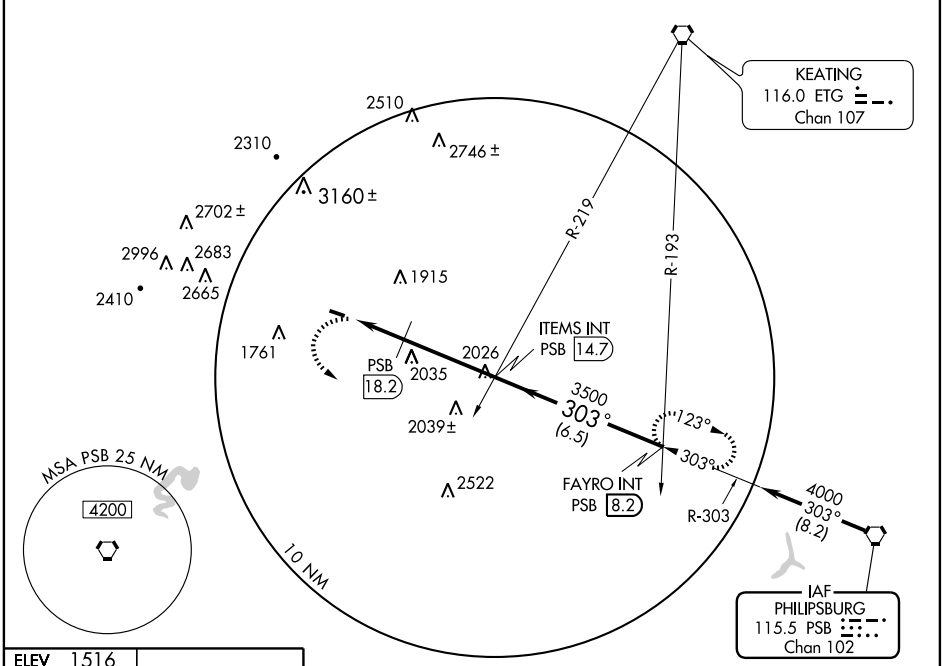 KEATING
116.0 ETG
Chan 107
2510
2746 ±
2310
3160 ±
2702 ±
R-219
R-193
2996
2683
2665
2410
1915
ITEMS INT
PSB 14.7
1761
PSB
18.2
2035
2026
3500
303°
(6.5)
2039 ±
123°
303°
MSA PSB 25 NM
4200
2522
FAYRO INT
PSB 8.2
R-303
4000
303°
(8.2)
10 NM
IAF
PHILIPSBURG
115.5 PSB
Chan 102
ELEV 1516